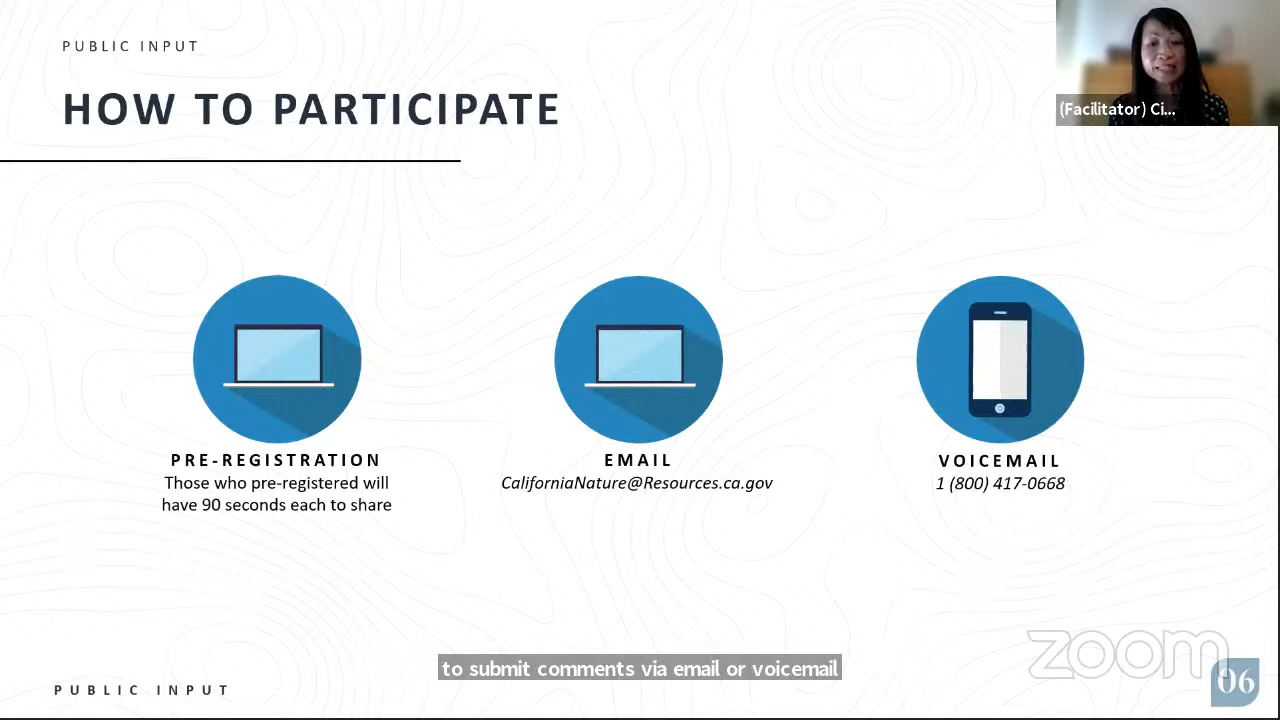 PUBLIC INPUT
HOW TO PARTICIPATE
(Facilitator) Ci...
PRE-REGISTRATION
Those who pre-registered will
have 90 seconds each to share
EMAIL
CaliforniaNature@Resources.ca.gov
VOICEMAIL
1 (800) 417-0668
to submit comments via email or voicemail
PUBLIC INPUT
zoom
06